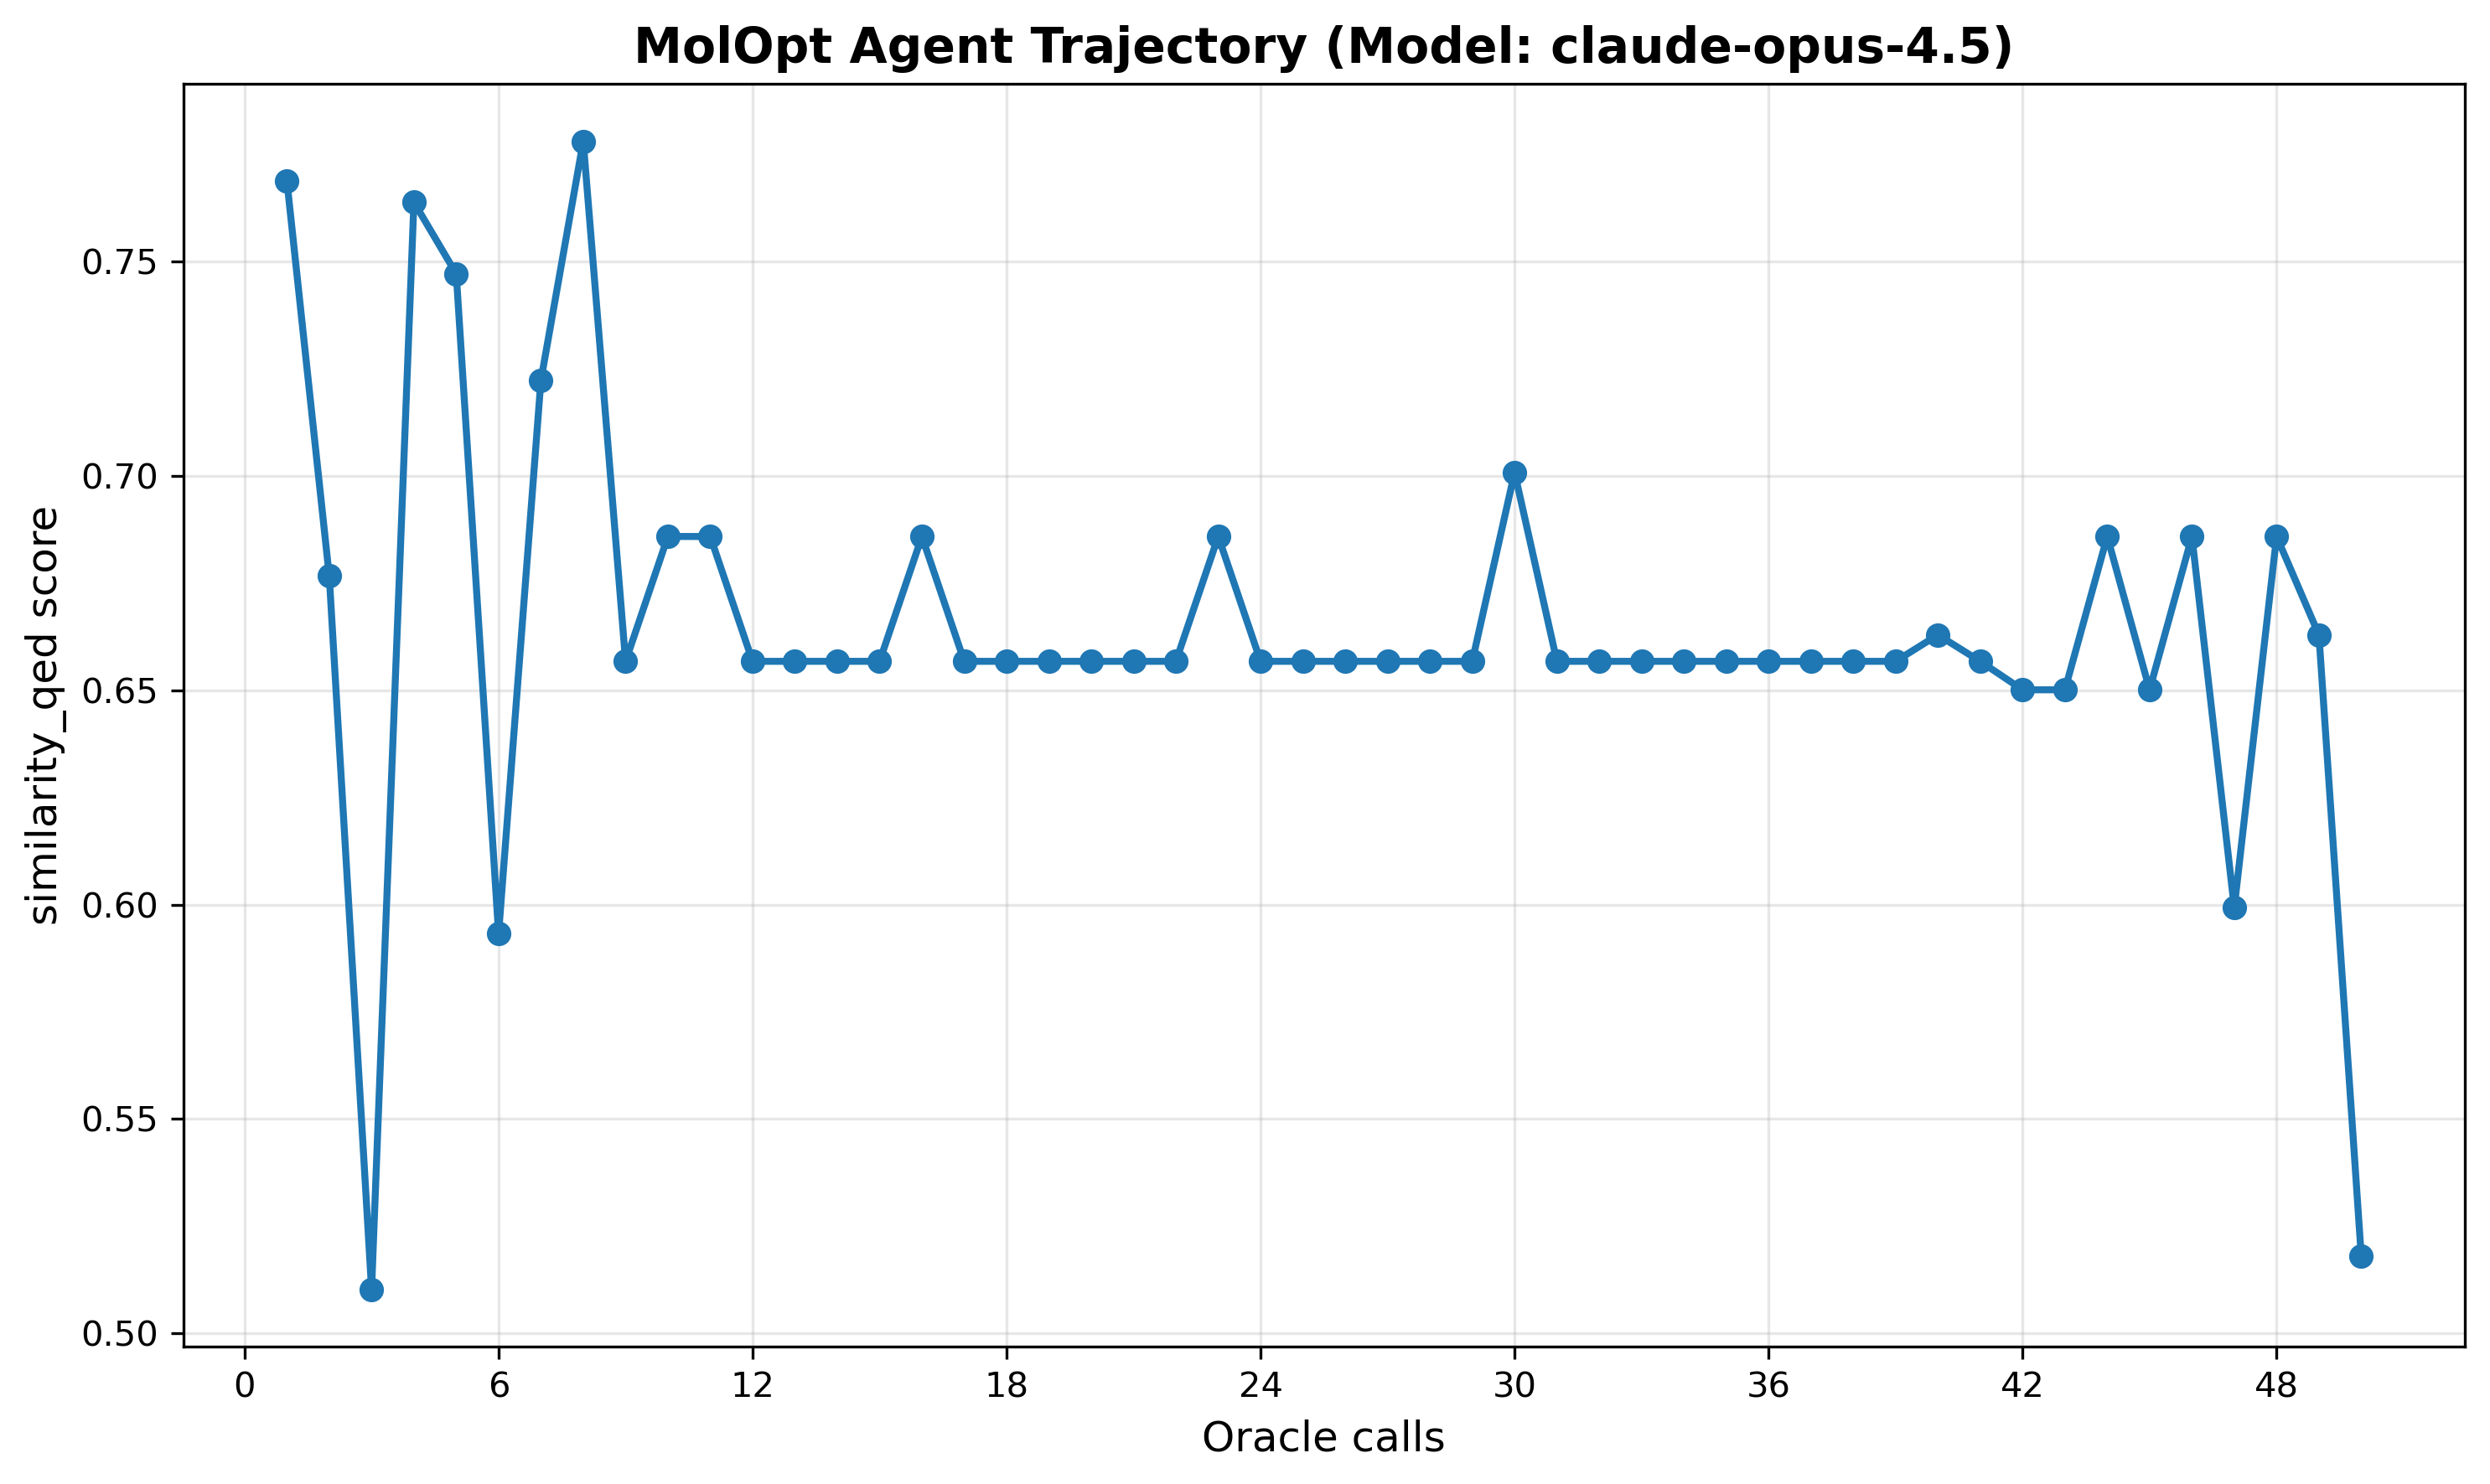 MolOpt Agent Trajectory (Model: claude-opus-4.5)
similarity_qed score
0.75
0.70
0.65
0.60
0.55
0.50
0 6 12 18 24 30 36 42 48
Oracle calls